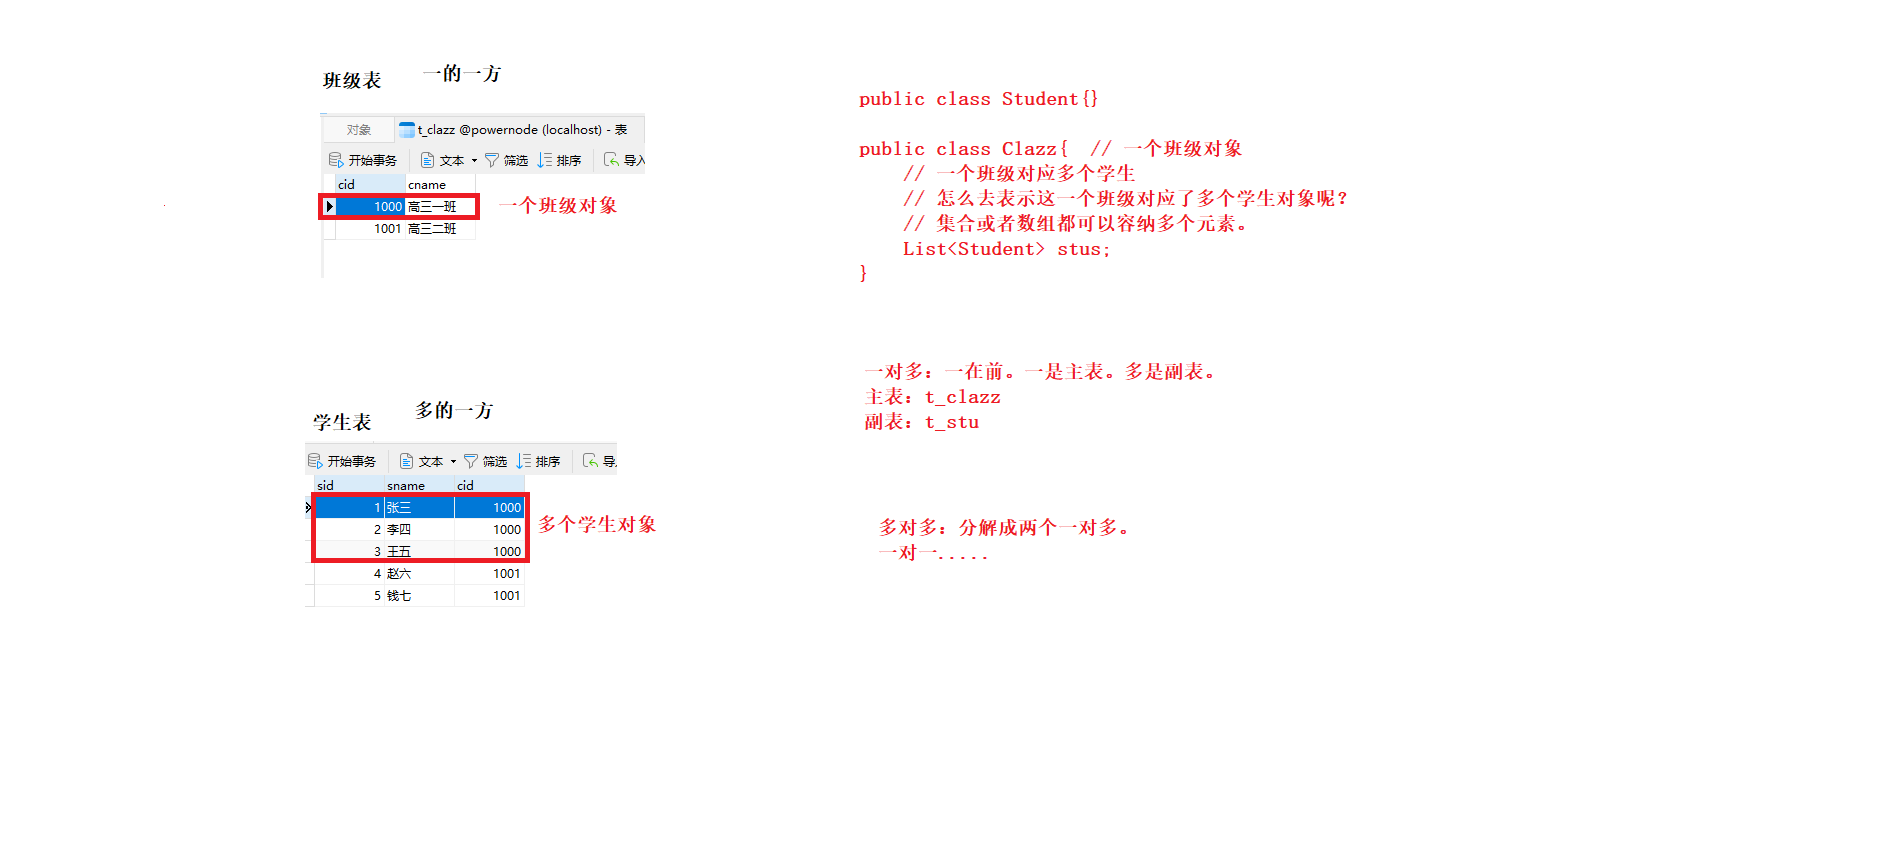 班级表 一的一方
对象 t_clazz @powernode (localhost) - 表
开始事务 文本 筛选 排序 导入
cid cname
1000 高三一班
1001 高三二班
一个班级对象
学生表 多的一方
开始事务 文本 筛选 排序
sid sname cid
1 张三 1000
2 李四 1000
3 王五 1000
4 赵六 1001
5 钱七 1001
多个学生对象
public class Student{}
public class Clazz{ // 一个班级对象
// 一个班级对应多个学生
// 怎么去表示这一个班级对应了多个学生对象呢?
// 集合或者数组都可以容纳多个元素。
List<Student> stus;
}
一对多：一在前。一是主表。多是副表。
主表：t_clazz
副表：t_stu
多对多：分解成两个一对多。
一对一.....